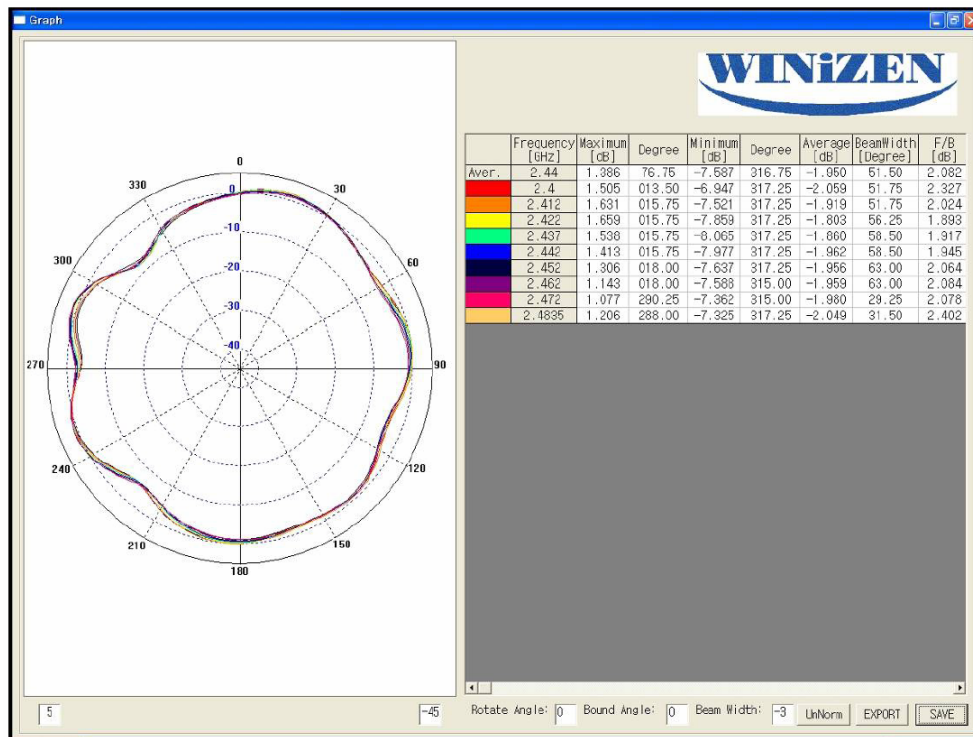 Graph
WINiZEN
0
330
30
300
60
270
90
240
120
210
150
180
0
-10
-20
-30
-40
Frequency [GHz] Maximum [dB] Degree Minimum [dB] Degree Average [dB] BeamWidth [Degree] F/B [dB]
Aver. 2.44 1.386 76.75 -7.587 316.75 -1.950 51.50 2.082
2.4 1.505 013.50 -6.947 317.25 -2.059 51.75 2.327
2.412 1.631 015.75 -7.521 317.25 -1.919 51.75 2.024
2.422 1.659 015.75 -7.859 317.25 -1.803 56.25 1.893
2.437 1.538 015.75 -8.065 317.25 -1.860 58.50 1.917
2.442 1.413 015.75 -7.977 317.25 -1.962 58.50 1.945
2.452 1.306 018.00 -7.637 317.25 -1.956 63.00 2.064
2.462 1.143 018.00 -7.588 315.00 -1.959 63.00 2.084
2.472 1.077 290.25 -7.362 315.00 -1.980 29.25 2.078
2.4835 1.206 288.00 -7.325 317.25 -2.049 31.50 2.402
5 -45 Rotate Angle: 0 Bound Angle: 0 Beam Width: -3 UnNorm EXPORT SAVE